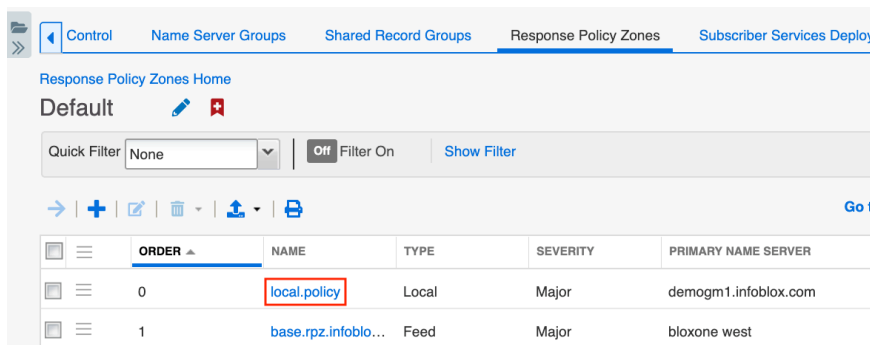 Control Name Server Groups Shared Record Groups Response Policy Zones Subscriber Services Deploy
Response Policy Zones Home
Default
Quick Filter None Off Filter On Show Filter
Go t
ORDER NAME TYPE SEVERITY PRIMARY NAME SERVER
0 local.policy Local Major demogm1.infoblox.com
1 base.rpz.infoblo... Feed Major bloxone west